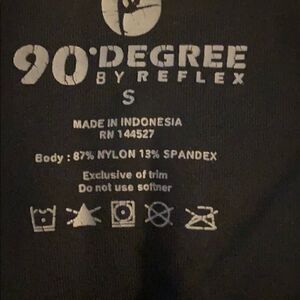 90°DEGREE
BY REFLEX
S
MADE IN INDONESIA
RN 144527
Body : 87% NYLON 13% SPANDEX
Exclusive of trim
Do not use softner